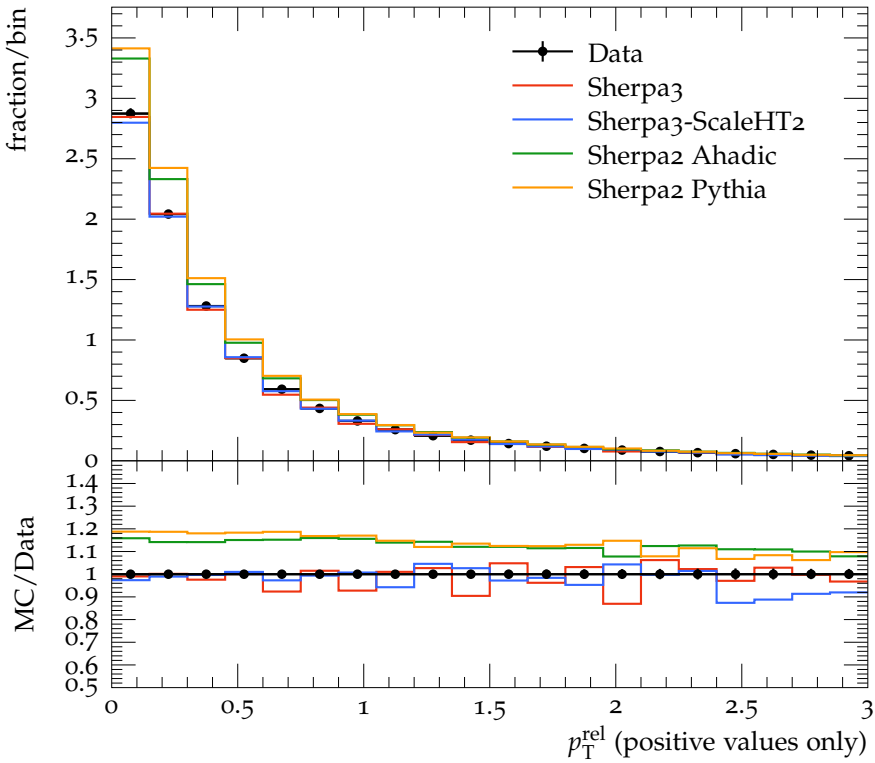 fraction/bin
3.5
3
2.5
2
1.5
1
0.5
0
Data
Sherpa3
Sherpa3-ScaleHT2
Sherpa2 Ahadic
Sherpa2 Pythia
MC/Data
1.4
1.3
1.2
1.1
1
0.9
0.8
0.7
0.6
0.5
0 0.5 1 1.5 2 2.5 3
p_T^rel (positive values only)